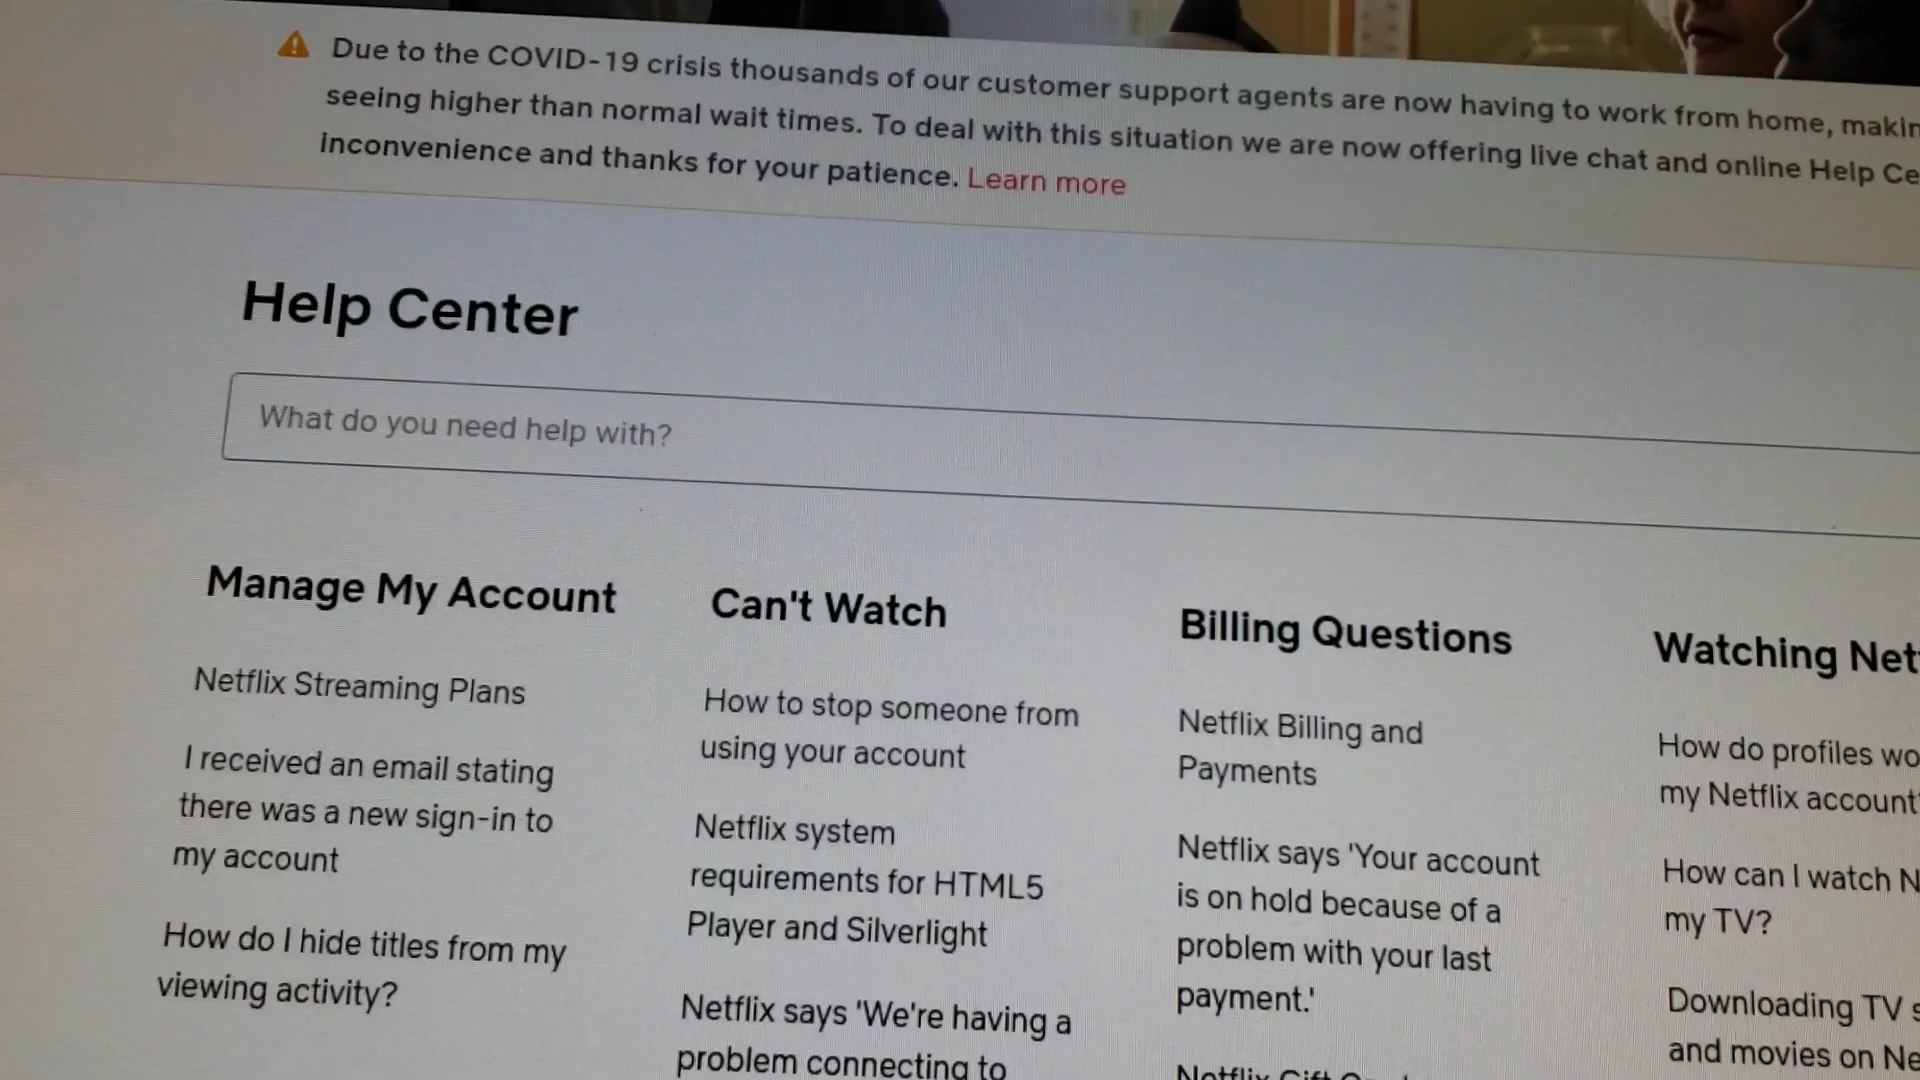 Due to the COVID-19 crisis thousands of our customer support agents are now having to work from home,
seeing higher than normal wait times. To deal with this situation we are now offering live chat and online Help
inconvenience and thanks for your patience. Learn more
Help Center
What do you need help with?
Manage My Account
Netflix Streaming Plans
I received an email stating
there was a new sign-in to
my account
How do I hide titles from my
viewing activity?
Can't Watch
How to stop someone from
using your account
Netflix system
requirements for HTML5
Player and Silverlight
Netflix says 'We're having a
problem connecting to
Billing Questions
Netflix Billing and
Payments
Netflix says 'Your account
is on hold because of a
problem with your last
payment.'
Netflix Gift
Watching
How do profiles
my Netflix account
How can I watch
my TV?
Downloading TV
and movies on